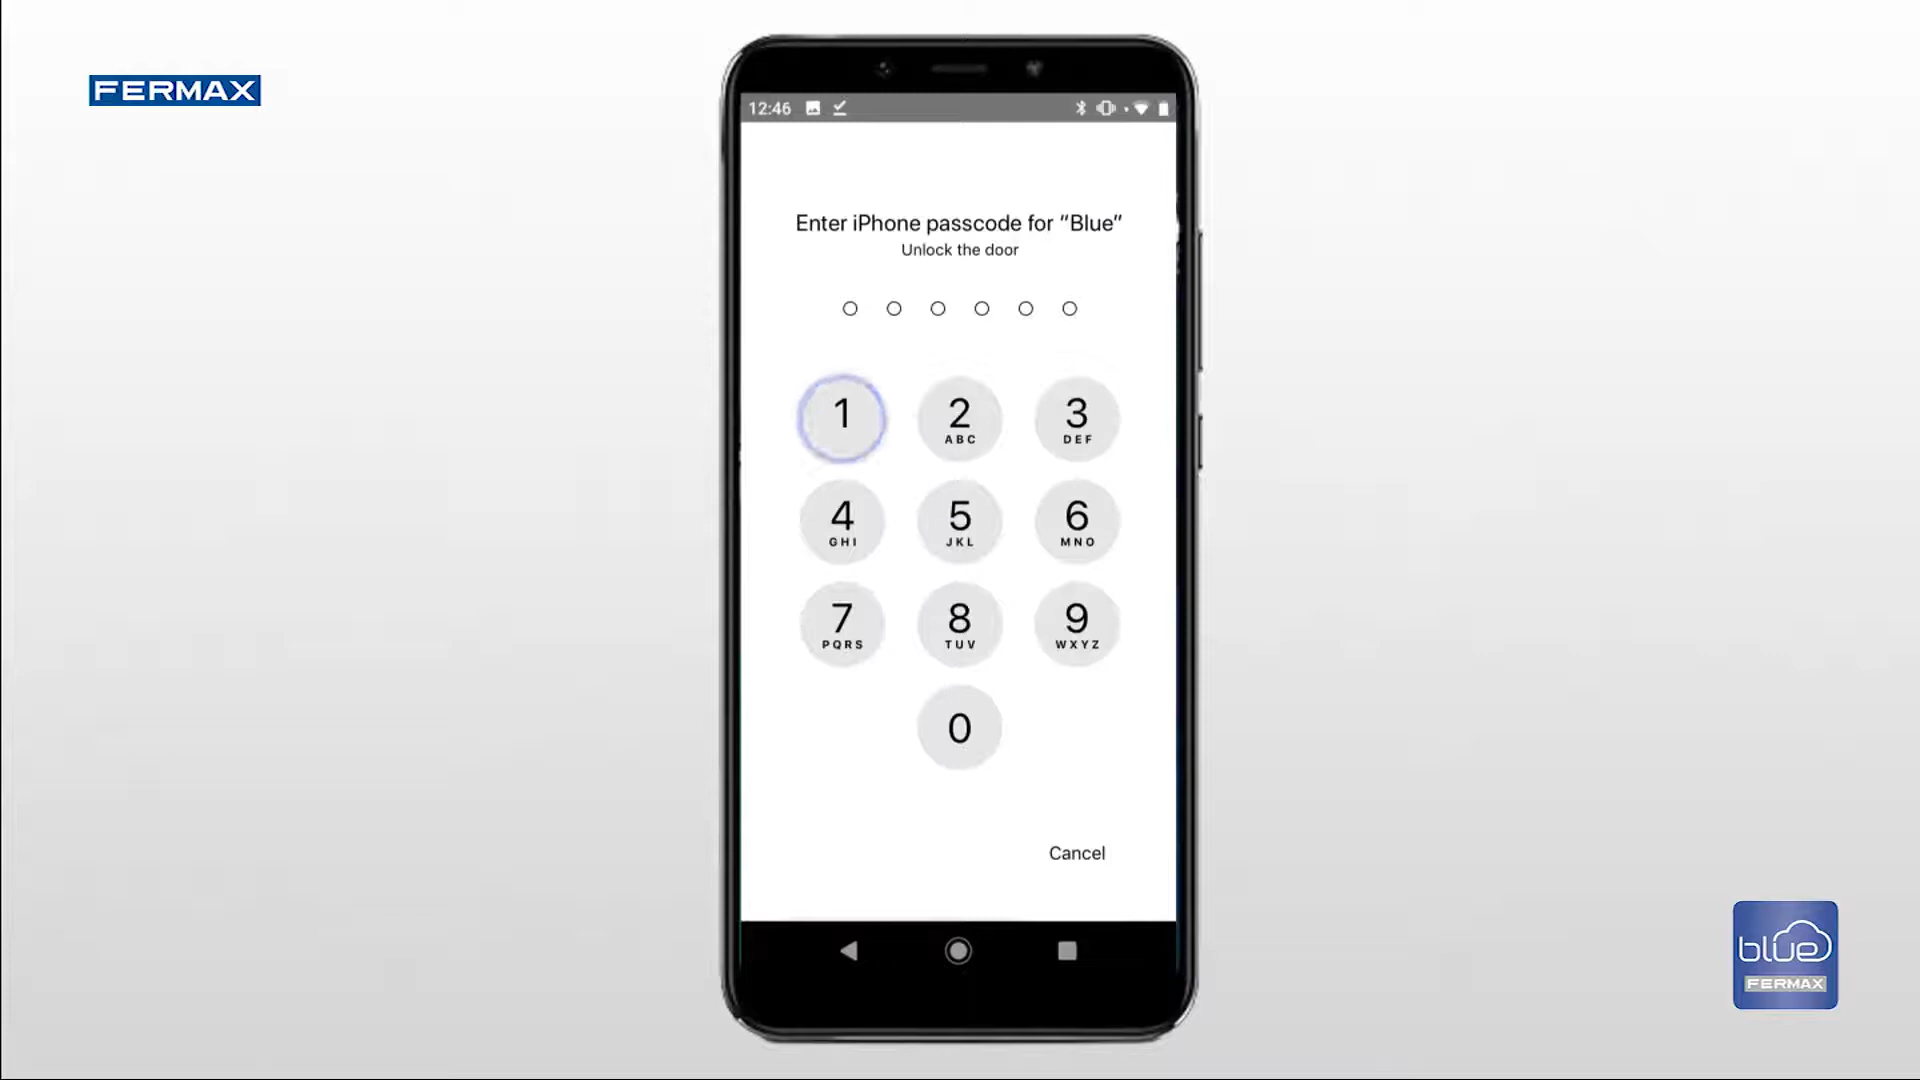 FERMAX
12:46
Enter iPhone passcode for "Blue"
Unlock the door
1
2
ABC
3
DEF
4
GHI
5
JKL
6
MNO
7
PQRS
8
TUV
9
WXYZ
0
Cancel
blue
FERMAX